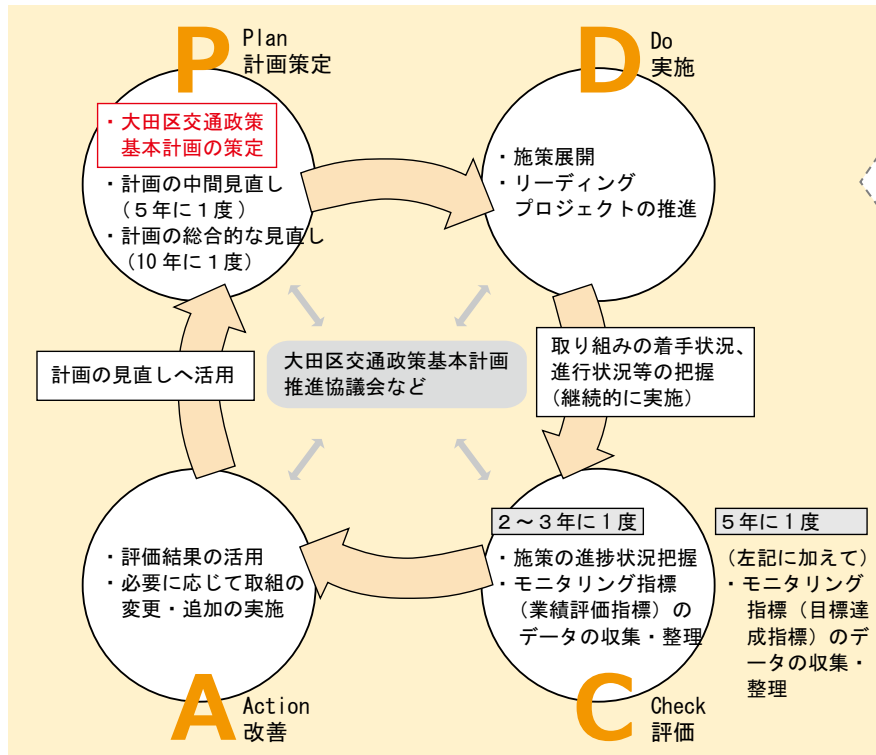 P
Plan
計画策定
・大田区交通政策
基本計画の策定
・計画の中間見直し
（５年に１度）
・計画の総合的な見直し
（10年に１度）
D
Do
実施
・施策展開
・リーディング
プロジェクトの推進
計画の見直しへ活用
大田区交通政策基本計画
推進協議会など
取り組みの着手状況、
進行状況等の把握
（継続的に実施）
・評価結果の活用
・必要に応じて取組の
変更・追加の実施
A
Action
改善
２～３年に１度
・施策の進捗状況把握
・モニタリング指標
（業績評価指標）の
データの収集・整理
５年に１度
（左記に加えて）
・モニタリング
指標（目標達
成指標）のデ
ータの収集・
整理
C
Check
評価